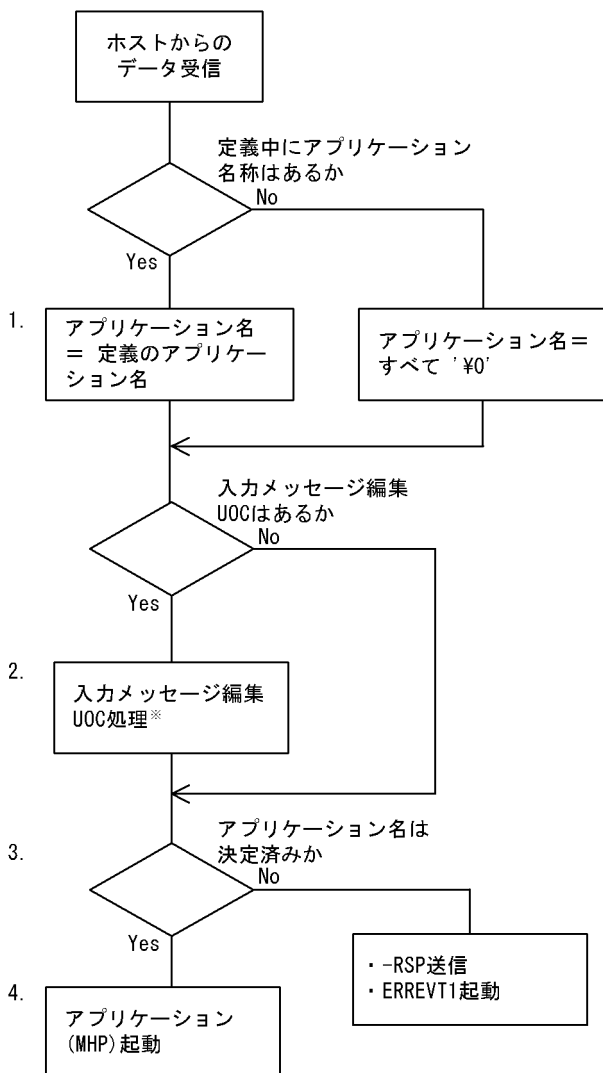 ホストからの
データ受信
定義中にアプリケーション
名称はあるか
No
Yes
1.
アプリケーション名
＝ 定義のアプリケー
ション名
アプリケーション名＝
すべて '¥0'
入力メッセージ編集
UOCはあるか
No
Yes
2.
入力メッセージ編集
UOC処理※
アプリケーション名は
決定済みか
3.
No
Yes
・-RSP送信
・ERREVT1起動
4.
アプリケーション
(MHP)起動